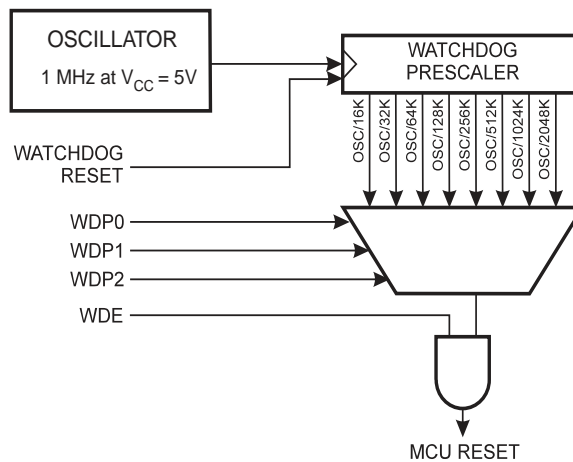 OSCILLATOR
1 MHz at VCC = 5V
WATCHDOG
PRESCALER
OSC/16K
OSC/32K
OSC/64K
OSC/128K
OSC/256K
OSC/512K
OSC/1024K
OSC/2048K
WATCHDOG
RESET
WDP0
WDP1
WDP2
WDE
MCU RESET